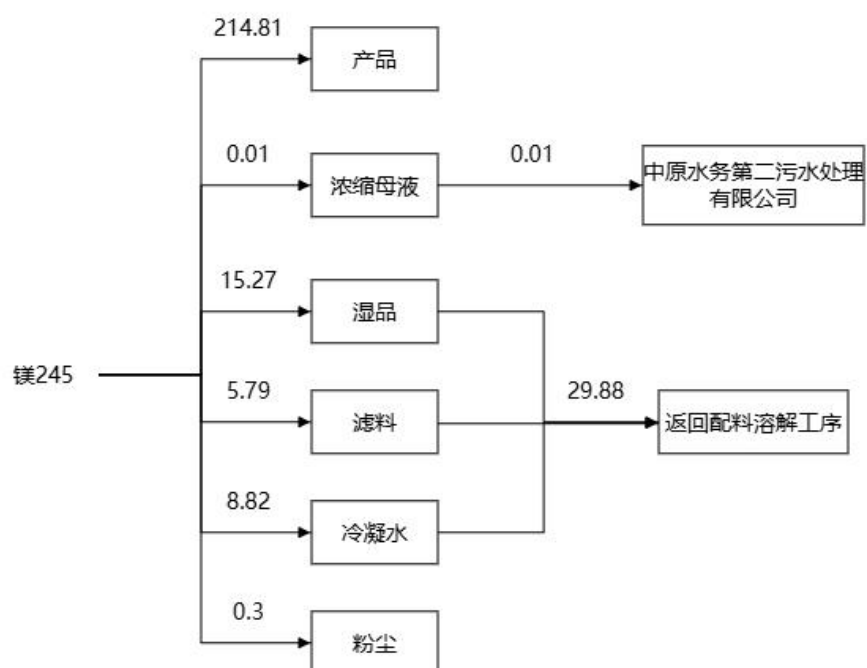 214.81
产品
0.01
浓缩母液
0.01
中原水务第二污水处理
有限公司
15.27
湿品
镁245
5.79
滤料
29.88
返回配料溶解工序
8.82
冷凝水
0.3
粉尘